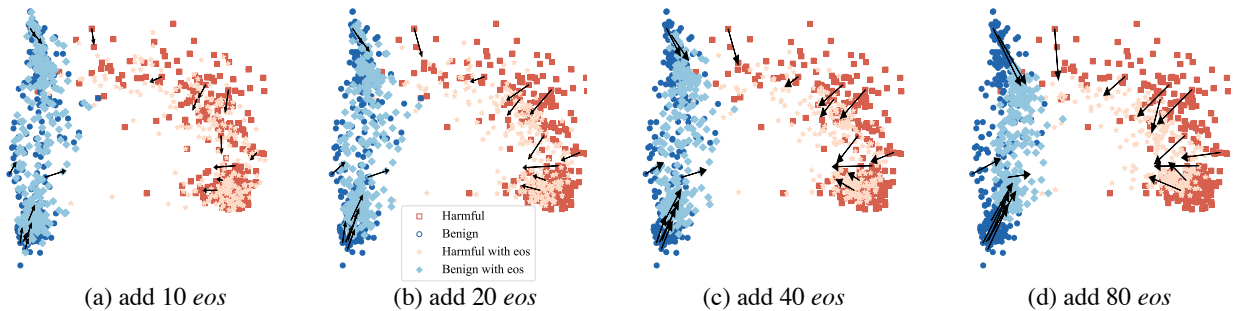 Harmful
Benign
Harmful with eos
Benign with eos
(a) add 10 eos
(b) add 20 eos
(c) add 40 eos
(d) add 80 eos